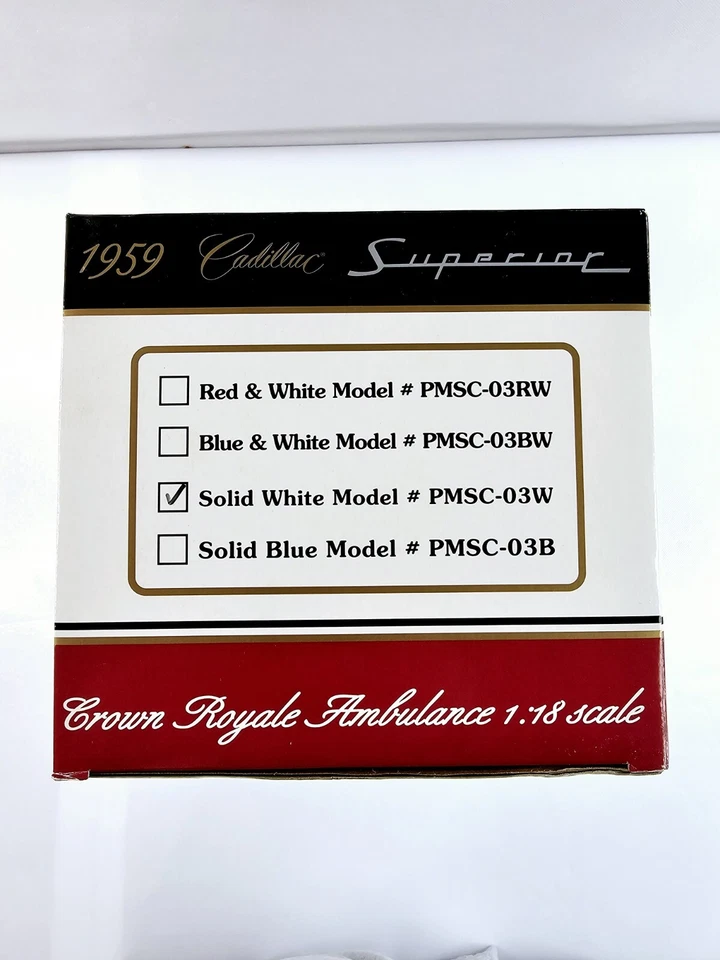 1959 Cadillac® Superior
Red & White Model # PMSC-03RW
Blue & White Model # PMSC-03BW
✓ Solid White Model # PMSC-03W
Solid Blue Model # PMSC-03B
Crown Royale Ambulance 1:18 scale